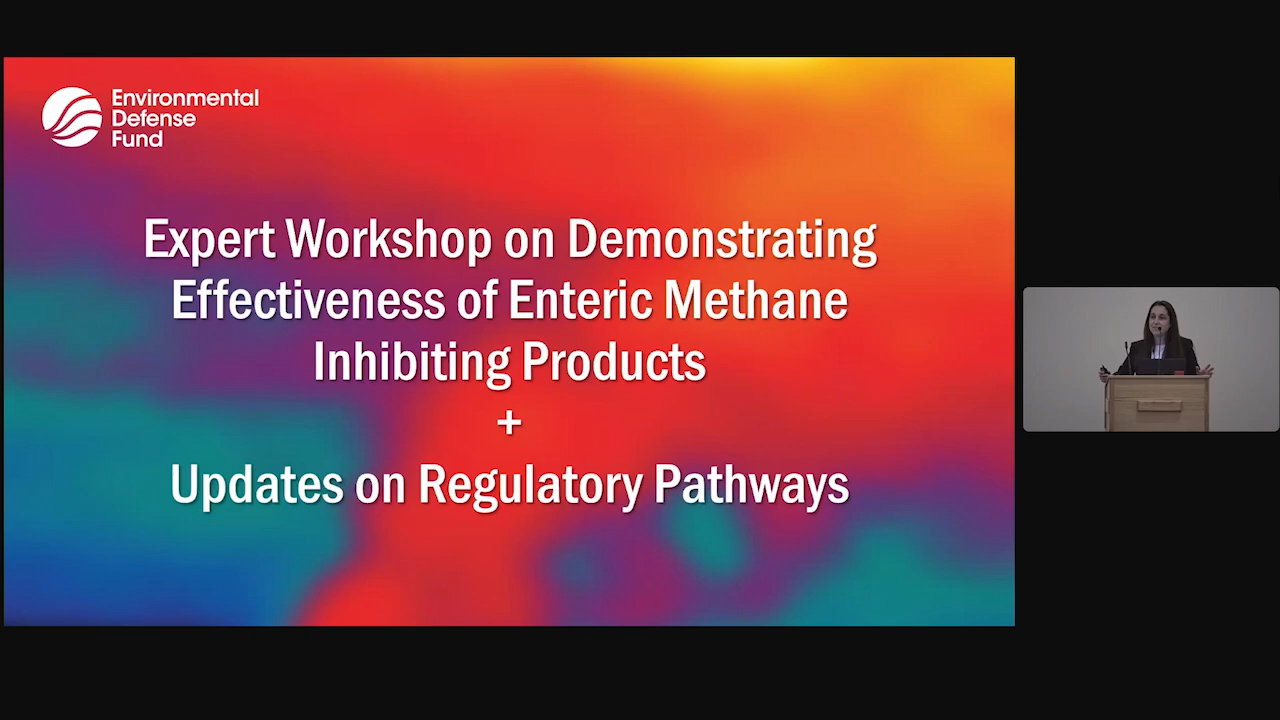 Environmental
Defense
Fund
Expert Workshop on Demonstrating
Effectiveness of Enteric Methane
Inhibiting Products
+
Updates on Regulatory Pathways